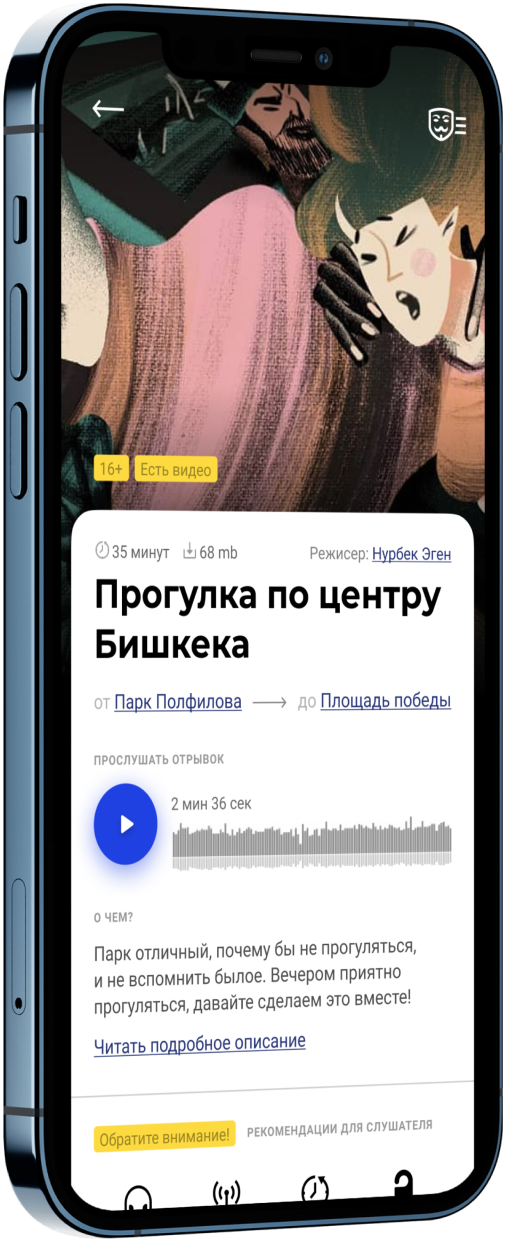 16+ Есть видео
35 минут 68 mb Режисер: Нурбек Эген
Прогулка по центру
Бишкека
от Парк Полфилова до Площадь победы
ПРОСЛУШАТЬ ОТРЫВОК
2 мин 36 сек
О ЧЕМ?
Парк отличный, почему бы не прогуляться,
и не вспомнить былое. Вечером приятно
прогуляться, давайте сделаем это вместе!
Читать подробное описание
Обратите внимание! РЕКОМЕНДАЦИИ ДЛЯ СЛУШАТЕЛЯ